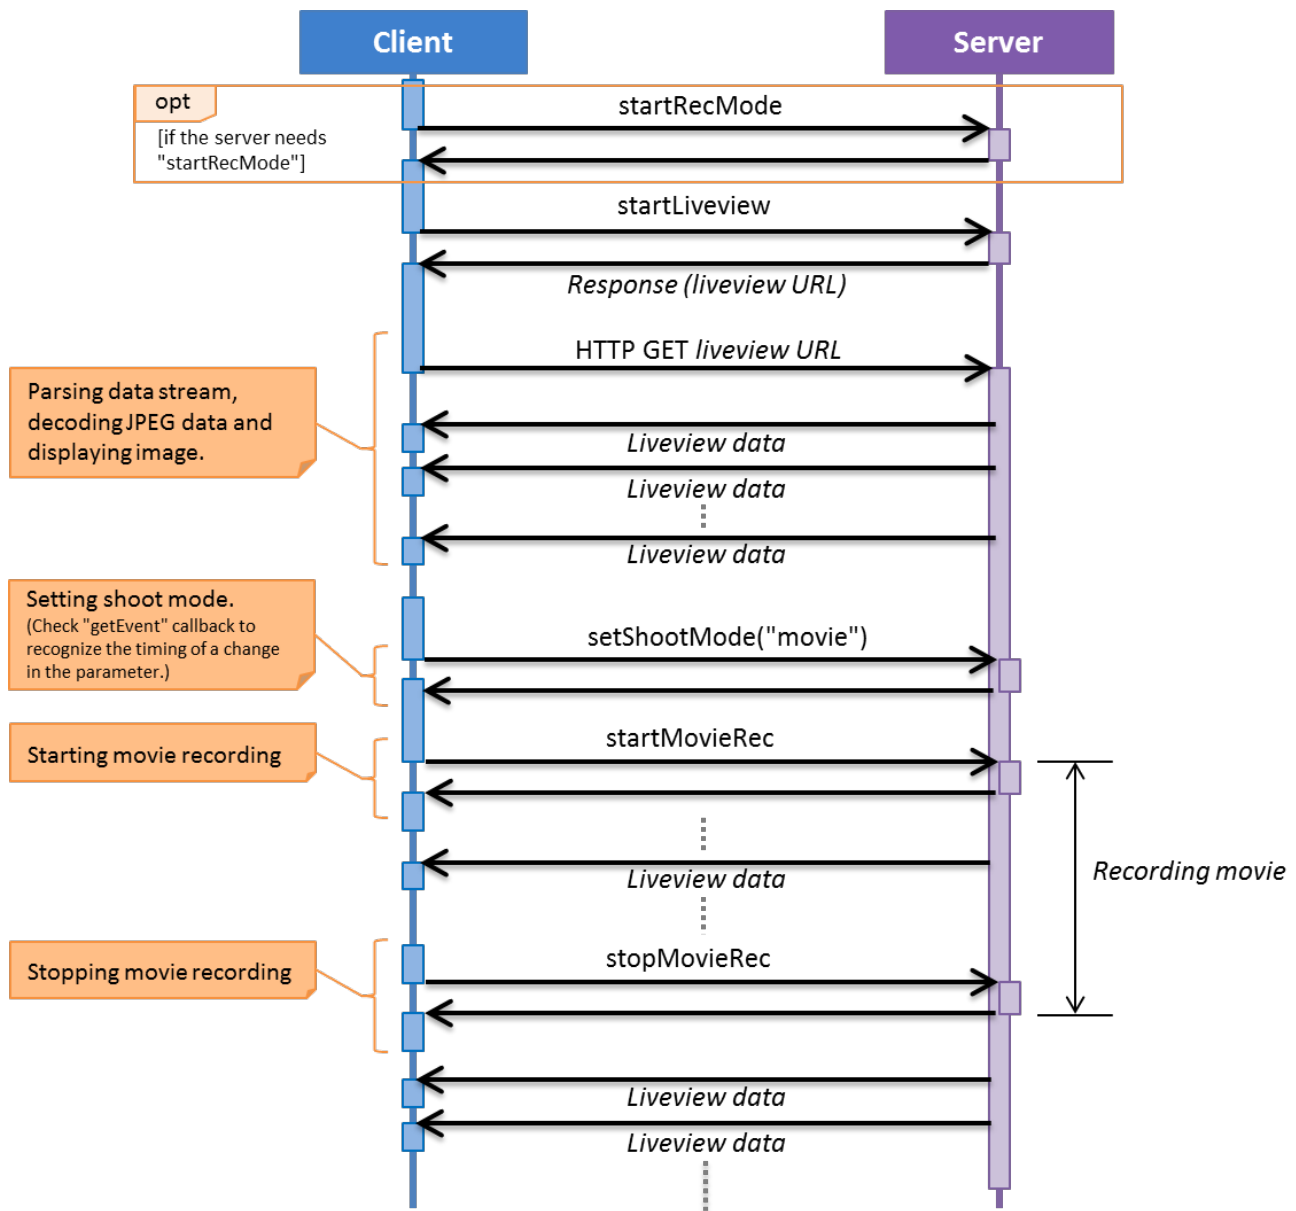 Client
Server
opt
[if the server needs
"startRecMode"]
startRecMode
startLiveview
Response (liveview URL)
HTTP GET liveview URL
Parsing data stream,
decoding JPEG data and
displaying image.
Liveview data
Liveview data
Liveview data
Setting shoot mode.
(Check "getEvent" callback to
recognize the timing of a change
in the parameter.)
setShootMode("movie")
startMovieRec
Starting movie recording
Liveview data
Recording movie
stopMovieRec
Stopping movie recording
Liveview data
Liveview data